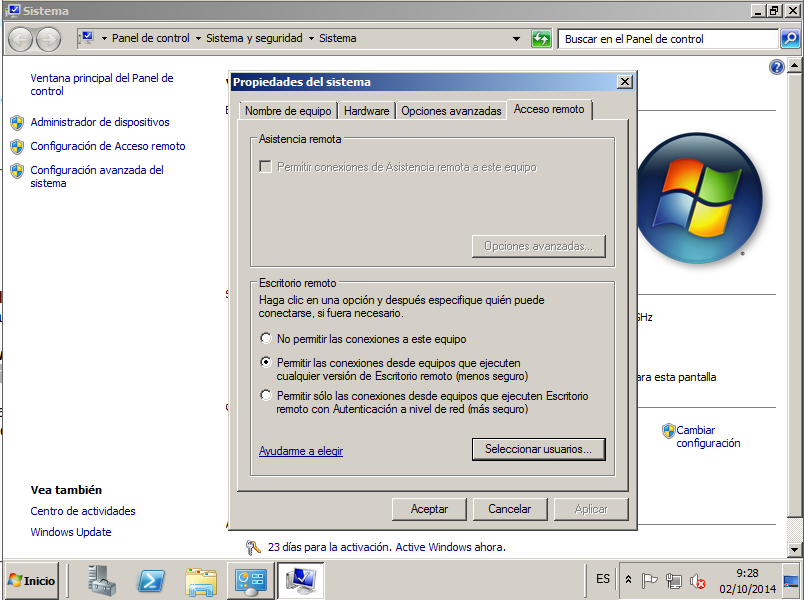 Sistema
Panel de control
Sistema y seguridad
Sistema
Buscar en el Panel de control
Ventana principal del Panel de
control
Administrador de dispositivos
Configuración de Acceso remoto
Configuración avanzada del
sistema
Propiedades del sistema
Nombre de equipo
Hardware
Opciones avanzadas
Acceso remoto
Asistencia remota
Permitir conexiones de Asistencia remota a este equipo
Opciones avanzadas...
Escritorio remoto
Haga clic en una opción y después especifique quién puede
conectarse, si fuera necesario.
No permitir las conexiones a este equipo
Permitir las conexiones desde equipos que ejecuten
cualquier versión de Escritorio remoto (menos seguro)
Permitir sólo las conexiones desde equipos que ejecuten Escritorio
remoto con Autenticación a nivel de red (más seguro)
Ayudarme a elegir
Seleccionar usuarios...
Aceptar
Cancelar
Aplicar
Hz
ara esta pantalla
Cambiar
configuración
Vea también
Centro de actividades
Windows Update
23 días para la activación. Active Windows ahora.
Inicio
ES
9:28
02/10/2014